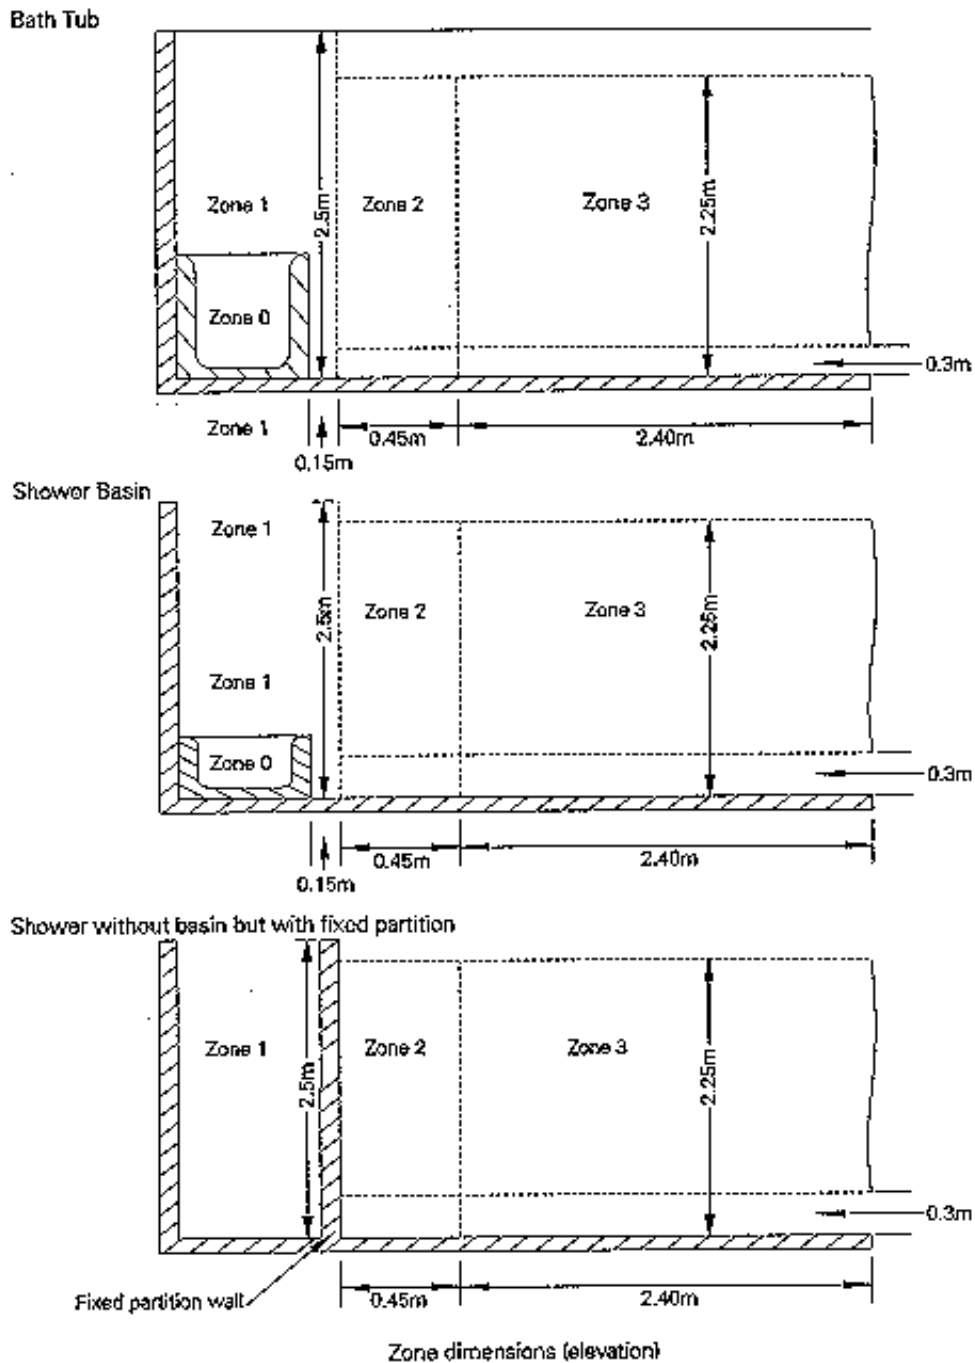 Bath Tub
Zone 1
Zone 2
Zone 3
2.5m
2.25m
Zone 0
0.3m
Zone 1
0.45m
2.40m
0.15m
Shower Basin
Zone 1
Zone 2
Zone 3
2.5m
2.25m
Zone 1
Zone 0
0.3m
0.45m
2.40m
0.15m
Shower without basin but with fixed partition
Zone 1
Zone 2
Zone 3
2.5m
2.25m
0.3m
Fixed partition wall
0.45m
2.40m
Zone dimensions (elevation)